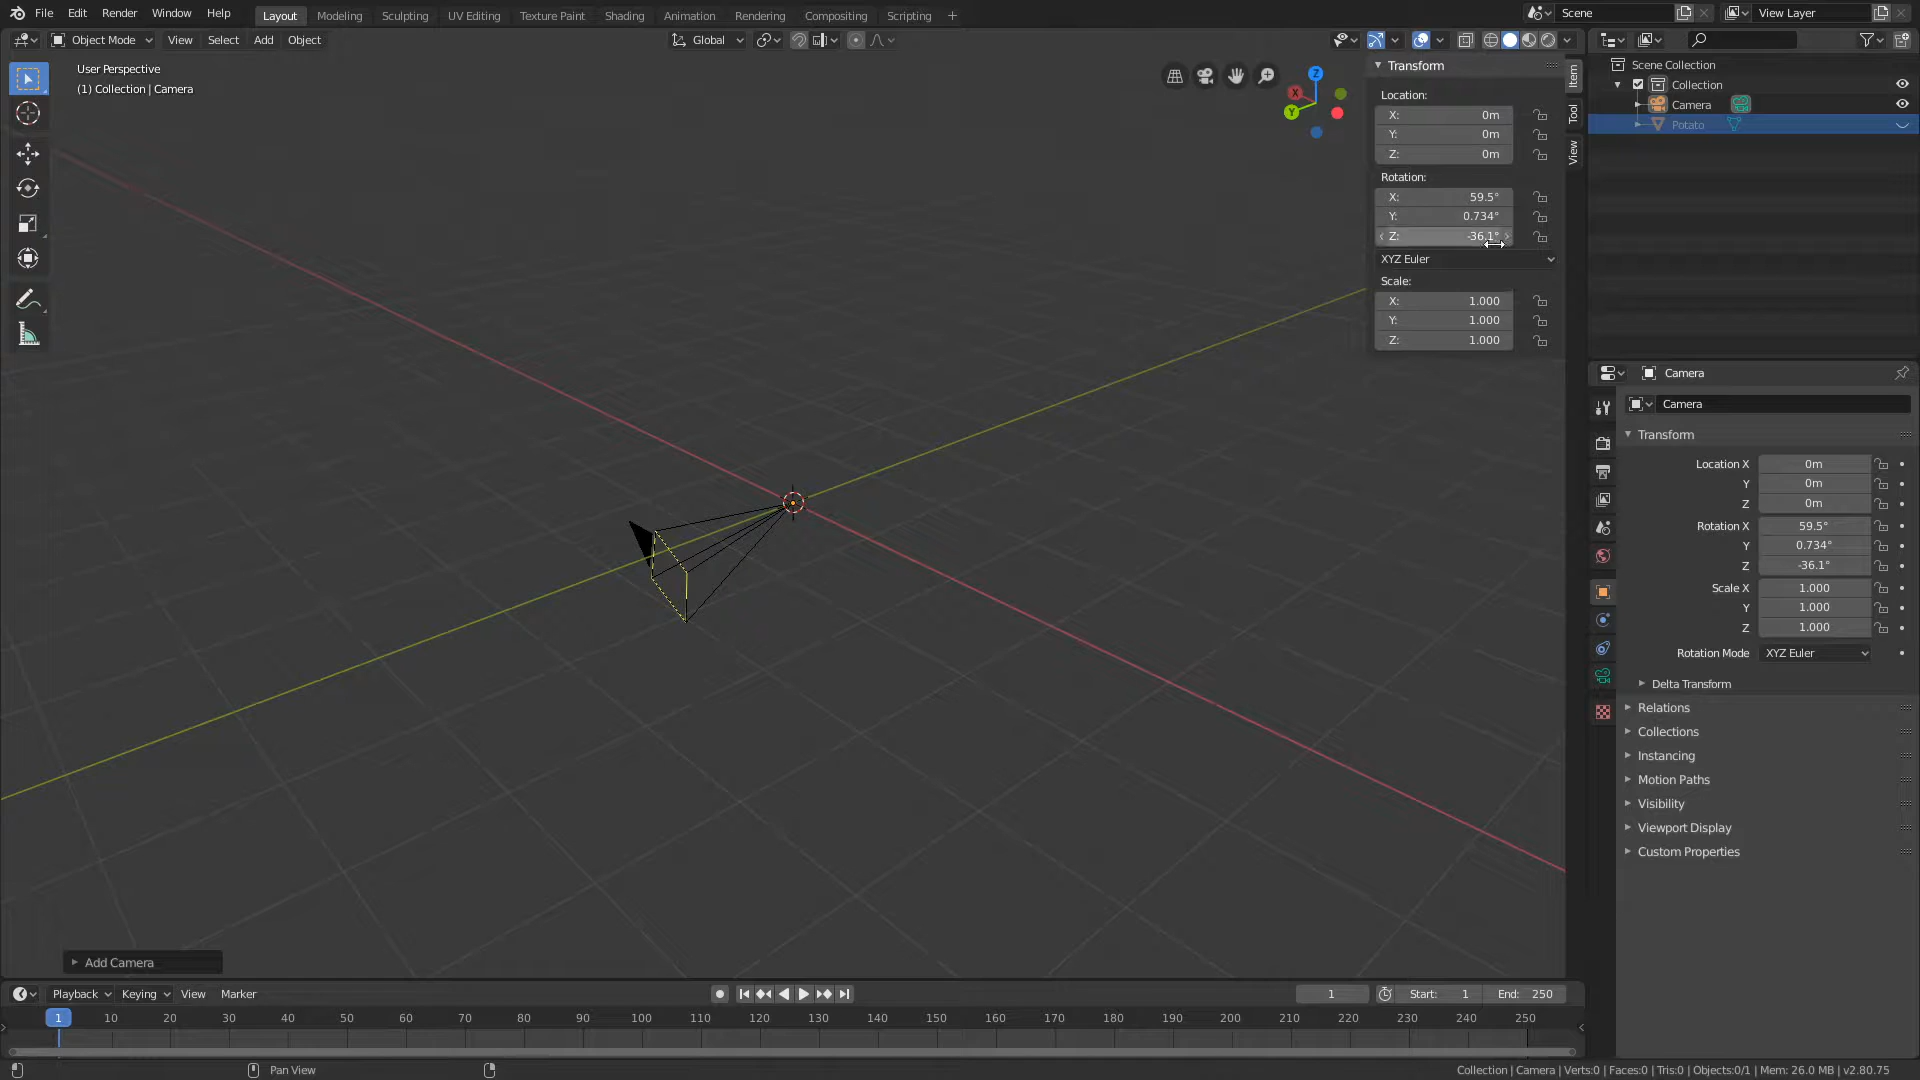 File Edit Render Window Help Layout Modeling Sculpting UV Editing Texture Paint Shading Animation Rendering Compositing Scripting + Scene View Layer
Object Mode View Select Add Object Global
User Perspective
(1) Collection | Camera
Transform
Location:
X: 0m
Y: 0m
Z: 0m
Rotation:
X: 59.5°
Y: 0.734°
Z: -36.1°
XYZ Euler
Scale:
X: 1.000
Y: 1.000
Z: 1.000
Item
Tool
View
X
Y
Z
Scene Collection
Collection
Camera
Potato
Camera
Camera
Transform
Location X 0m
Y 0m
Z 0m
Rotation X 59.5°
Y 0.734°
Z -36.1°
Scale X 1.000
Y 1.000
Z 1.000
Rotation Mode XYZ Euler
Delta Transform
Relations
Collections
Instancing
Motion Paths
Visibility
Viewport Display
Custom Properties
Add Camera
Playback Keying View Marker 1 Start: 1 End: 250
1 10 20 30 40 50 60 70 80 90 100 110 120 130 140 150 160 170 180 190 200 210 220 230 240 250
Pan View
Collection | Camera | Verts:0 | Faces:0 | Tris:0 | Objects:0/1 | Mem: 26.0 MB | v2.80.75